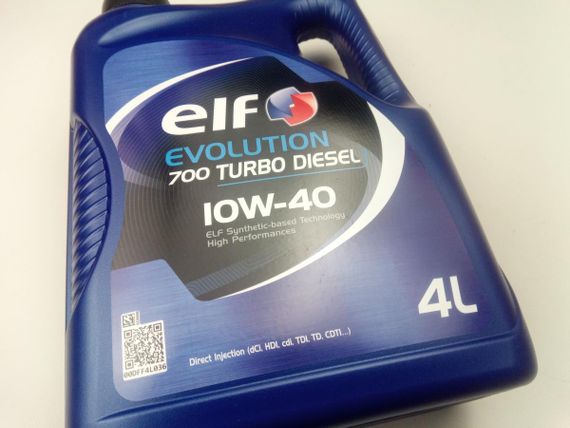 elf
EVOLUTION
700 TURBO DIESEL
10W-40
ELF Synthetic-based Technology
High Performances
4L
Direct Injection (dCi, HDI, cdi, TDI, TD, CDTI...)
00DFF4L036